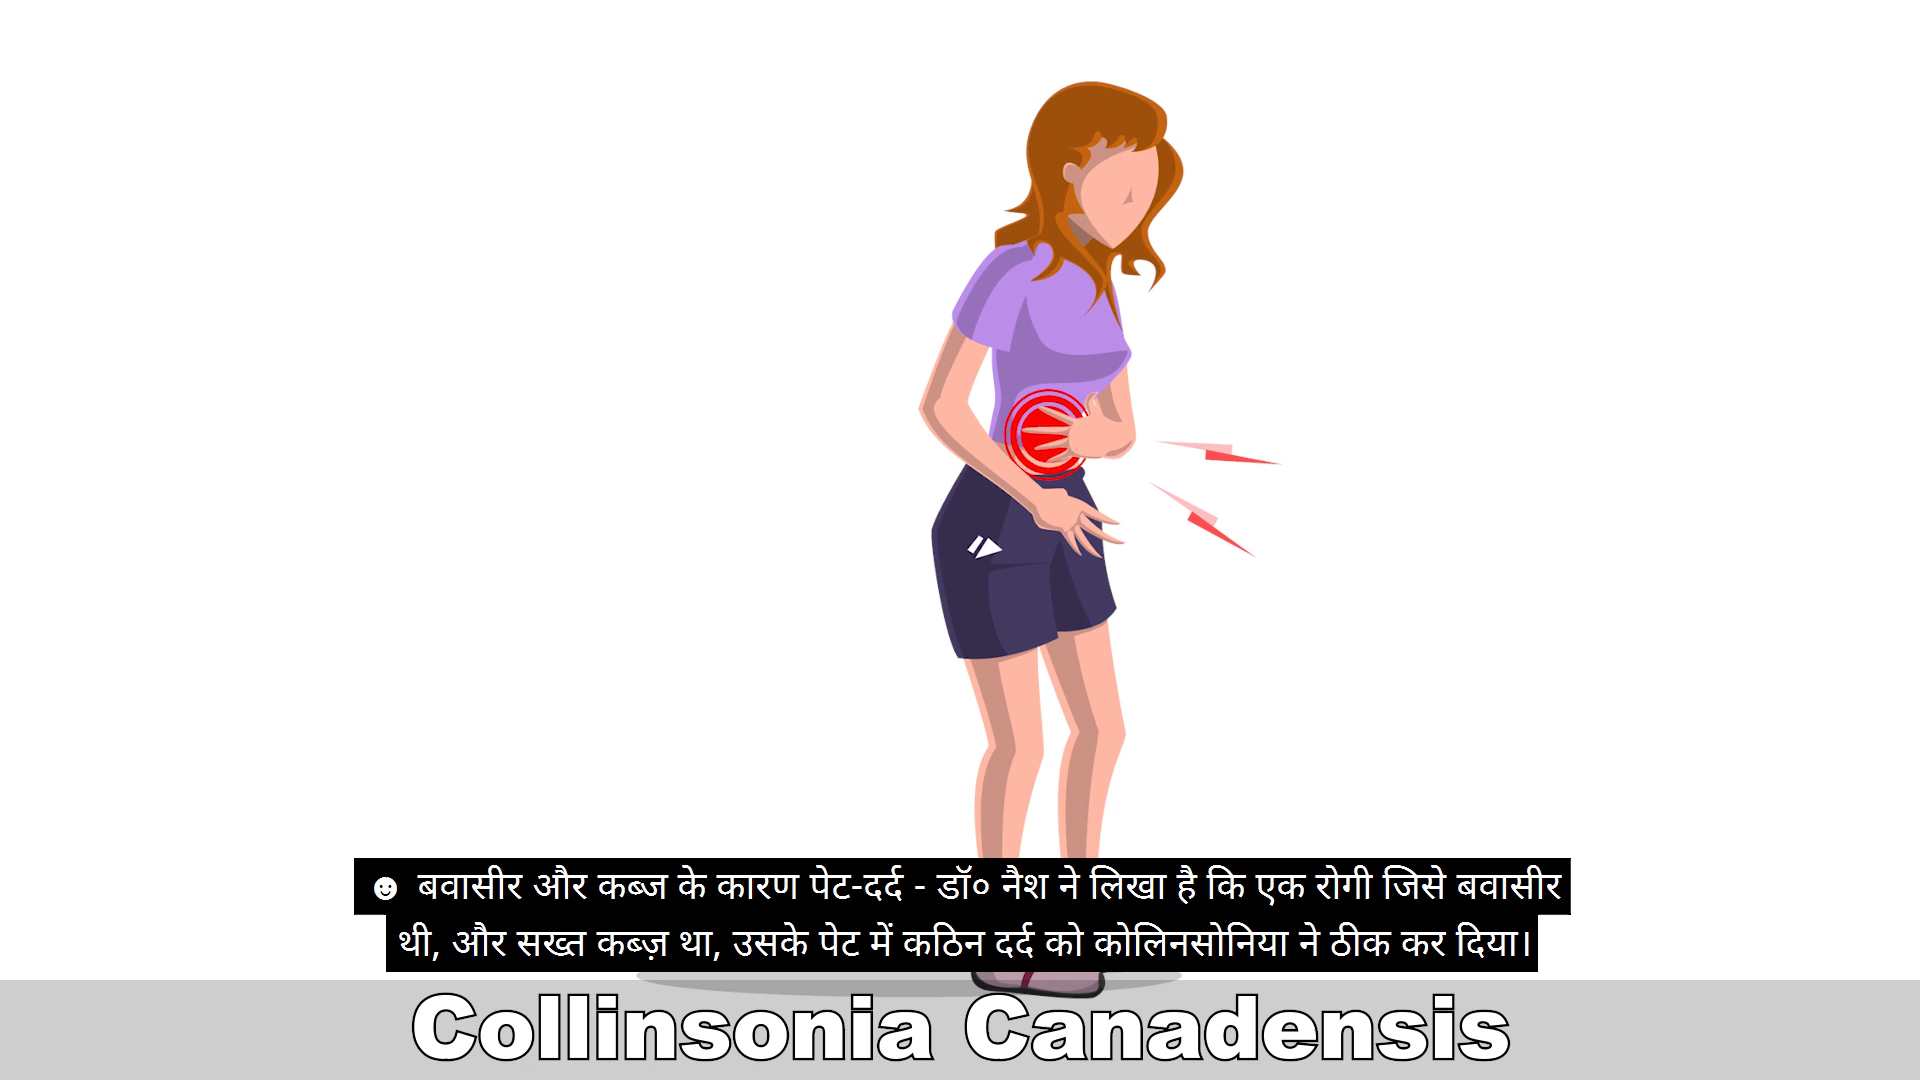 ☻ बवासीर और कब्ज के कारण पेट-दर्द - डॉ० नैश ने लिखा है कि एक रोगी जिसे बवासीर
थी, और सख्त कब्ज़ था, उसके पेट में कठिन दर्द को कोलिनसोनिया ने ठीक कर दिया।
Collinsonia Canadensis